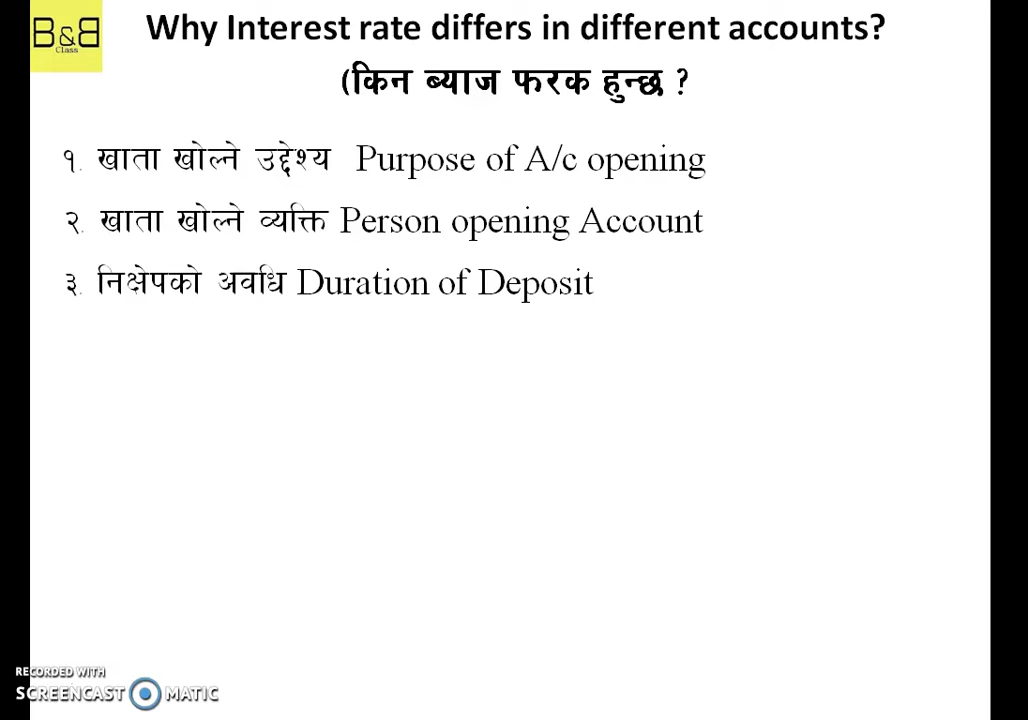 B&B
Class
Why Interest rate differs in different accounts?
(किन ब्याज फरक हुन्छ ?
१. खाता खोल्ने उद्देश्य Purpose of A/c opening
२. खाता खोल्ने व्यक्ति Person opening Account
३. निक्षेपको अवधि Duration of Deposit
RECORDED WITH
SCREENCAST MATIC